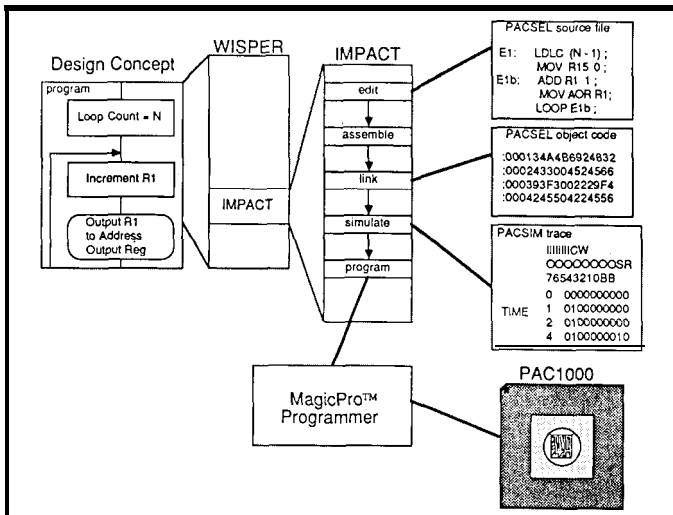 Design Concept
program
Loop Count = N
Increment R1
Output R1
to Address
Output Reg
WISPER
IMPACT
IMPACT
edit
assemble
link
simulate
program
PACSEL source file
E1: LDLC (N - 1) ;
MOV R15 0 ;
E1b: ADD R1 1 ;
MOV AOR R1;
LOOP E1b ;
PACSEL object code
:000134A4B6924832
:0002433004524566
:000393F3002229F4
:0004245504224556
PACSIM trace
IIIIIIIICW
OOOOOOOOSR
76543210BB
0 0000000000
TIME 1 0100000000
2 0100000000
4 0100000010
MagicPro™
Programmer
PAC1000